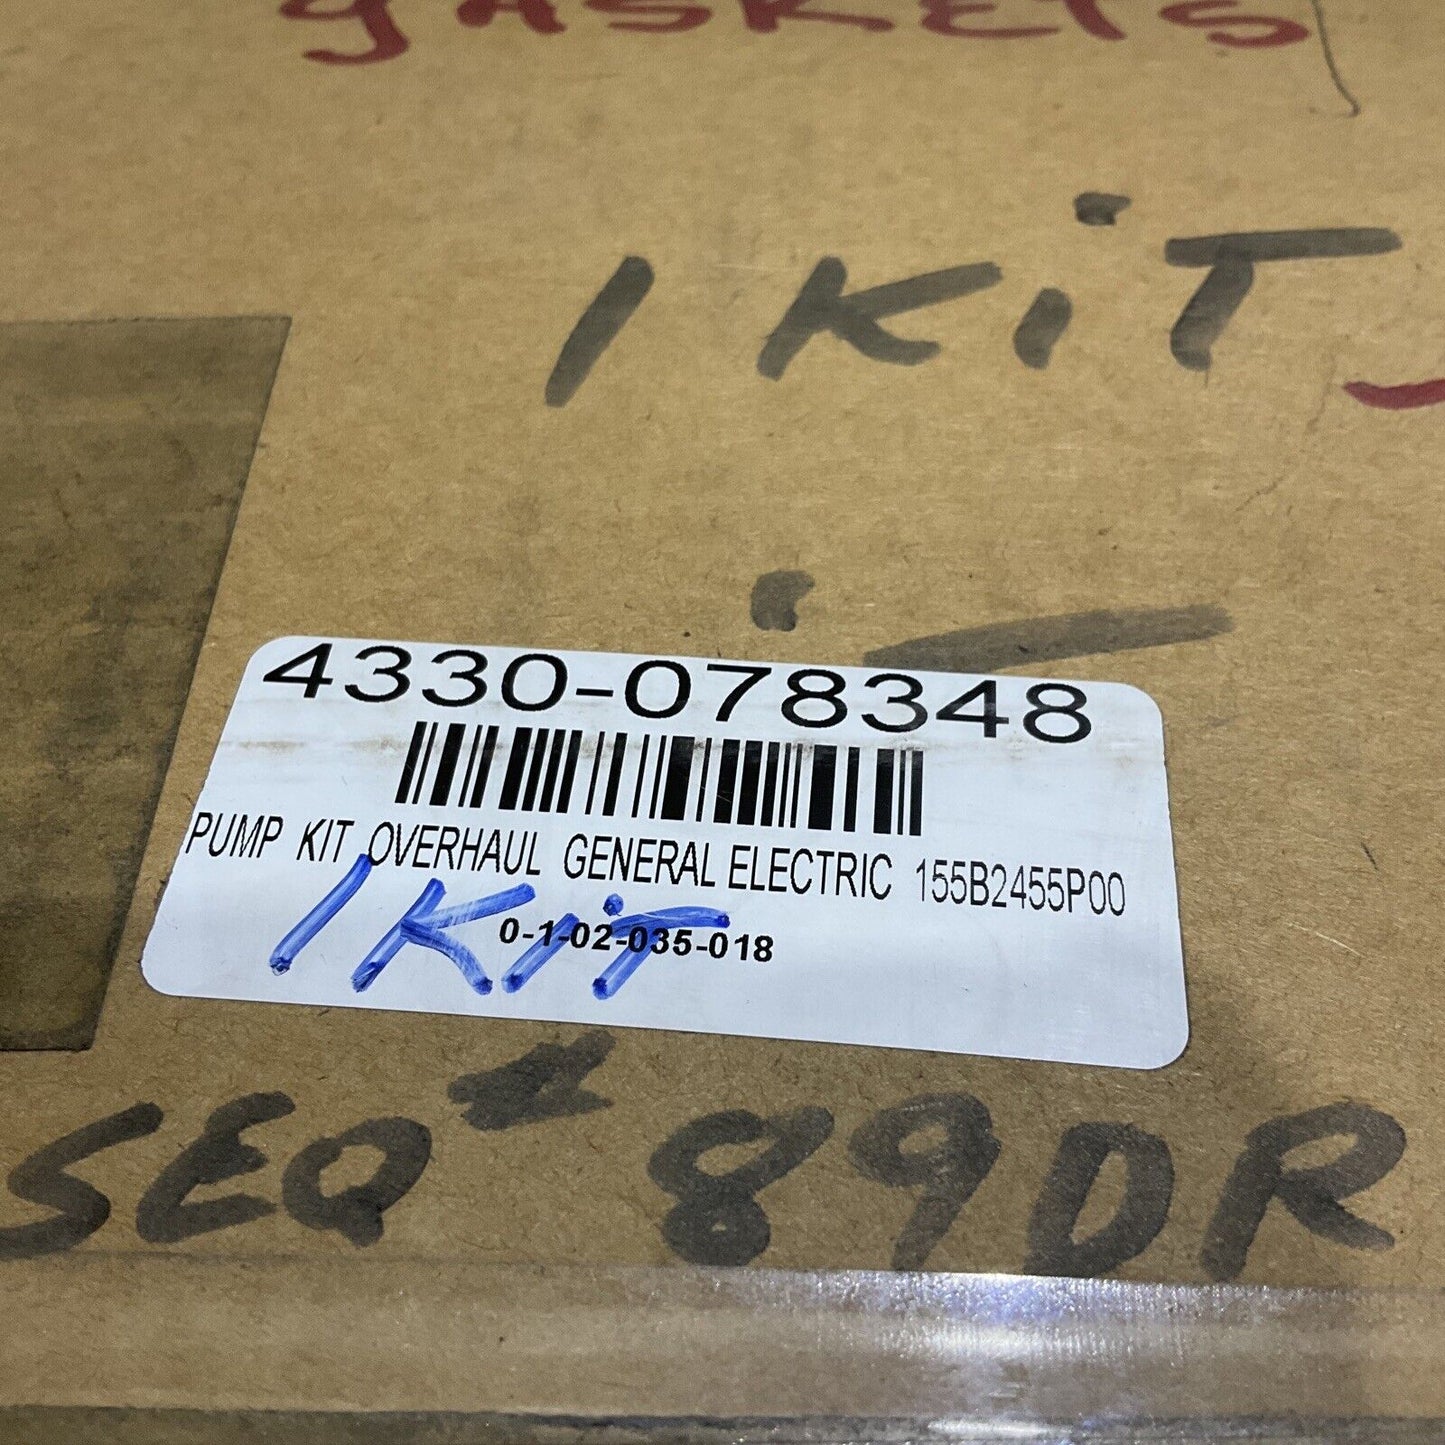 gASKETS
1 KiT
4330-078348
PUMP KIT OVERHAUL GENERAL ELECTRIC 155B2455P00
1 KiT
0-1-02-035-018
SEQ # 89DR